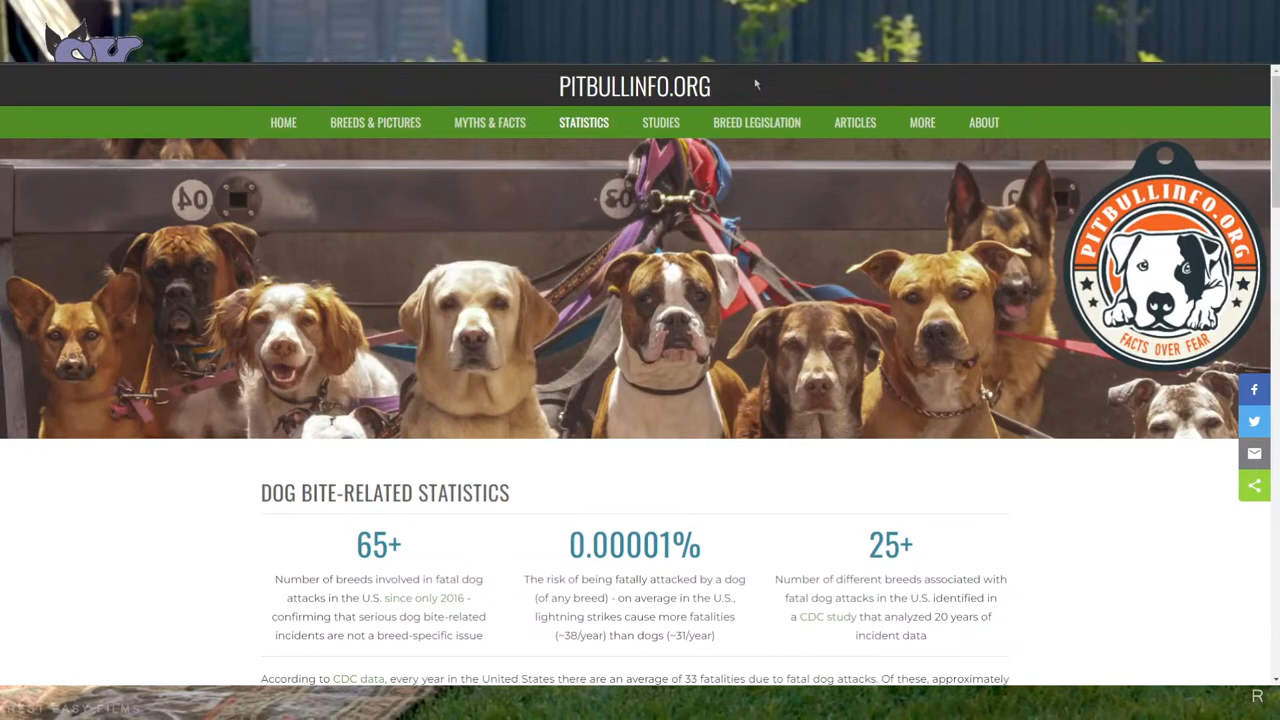 CU
PITBULLINFO.ORG
HOME BREEDS & PICTURES MYTHS & FACTS STATISTICS STUDIES BREED LEGISLATION ARTICLES MORE ABOUT
04
02
PITBULLINFO.ORG
FACTS OVER FEAR
DOG BITE-RELATED STATISTICS
65+
Number of breeds involved in fatal dog
attacks in the U.S. since only 2016 -
confirming that serious dog bite-related
incidents are not a breed-specific issue
0.00001%
The risk of being fatally attacked by a dog
(of any breed) - on average in the U.S.,
lightning strikes cause more fatalities
(~38/year) than dogs (~31/year)
25+
Number of different breeds associated with
fatal dog attacks in the U.S. identified in
a CDC study that analyzed 20 years of
incident data
According to CDC data, every year in the United States there are an average of 33 fatalities due to fatal dog attacks. Of these, approximately
REST EASY FILMS
R